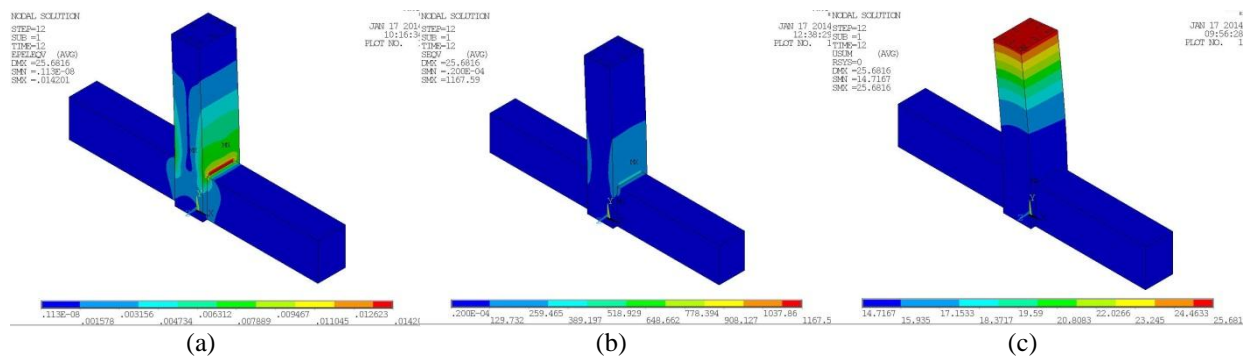 NODAL SOLUTION
STEP=12
SUB =1
TIME=12
EPELEQV (AVG)
DMX =25.6816
SMN =.113E-08
SMX =.014201
JAN 17 2014
10:16:34
PLOT NO.
.113E-08 .003156 .006312 .009467 .012623
.001578 .004734 .007889 .011045 .01420
(a)
NODAL SOLUTION
STEP=12
SUB =1
TIME=12
SEQV (AVG)
DMX =25.6816
SMN =.200E-04
SMX =1167.59
JAN 17 2014
12:38:29
PLOT NO. 1
MN
MX
Y
.200E-04 259.465 518.929 778.394 1037.86
129.732 389.197 648.662 908.127 1167.5
(b)
NODAL SOLUTION
STEP=12
SUB =1
TIME=12
USUM (AVG)
RSYS=0
DMX =25.6816
SMN =14.7167
SMX =25.6816
JAN 17 2014
09:56:28
PLOT NO. 1
Y
14.7167 17.1533 19.59 22.0266 24.4633
15.935 18.3717 20.8083 23.245 25.681
(c)